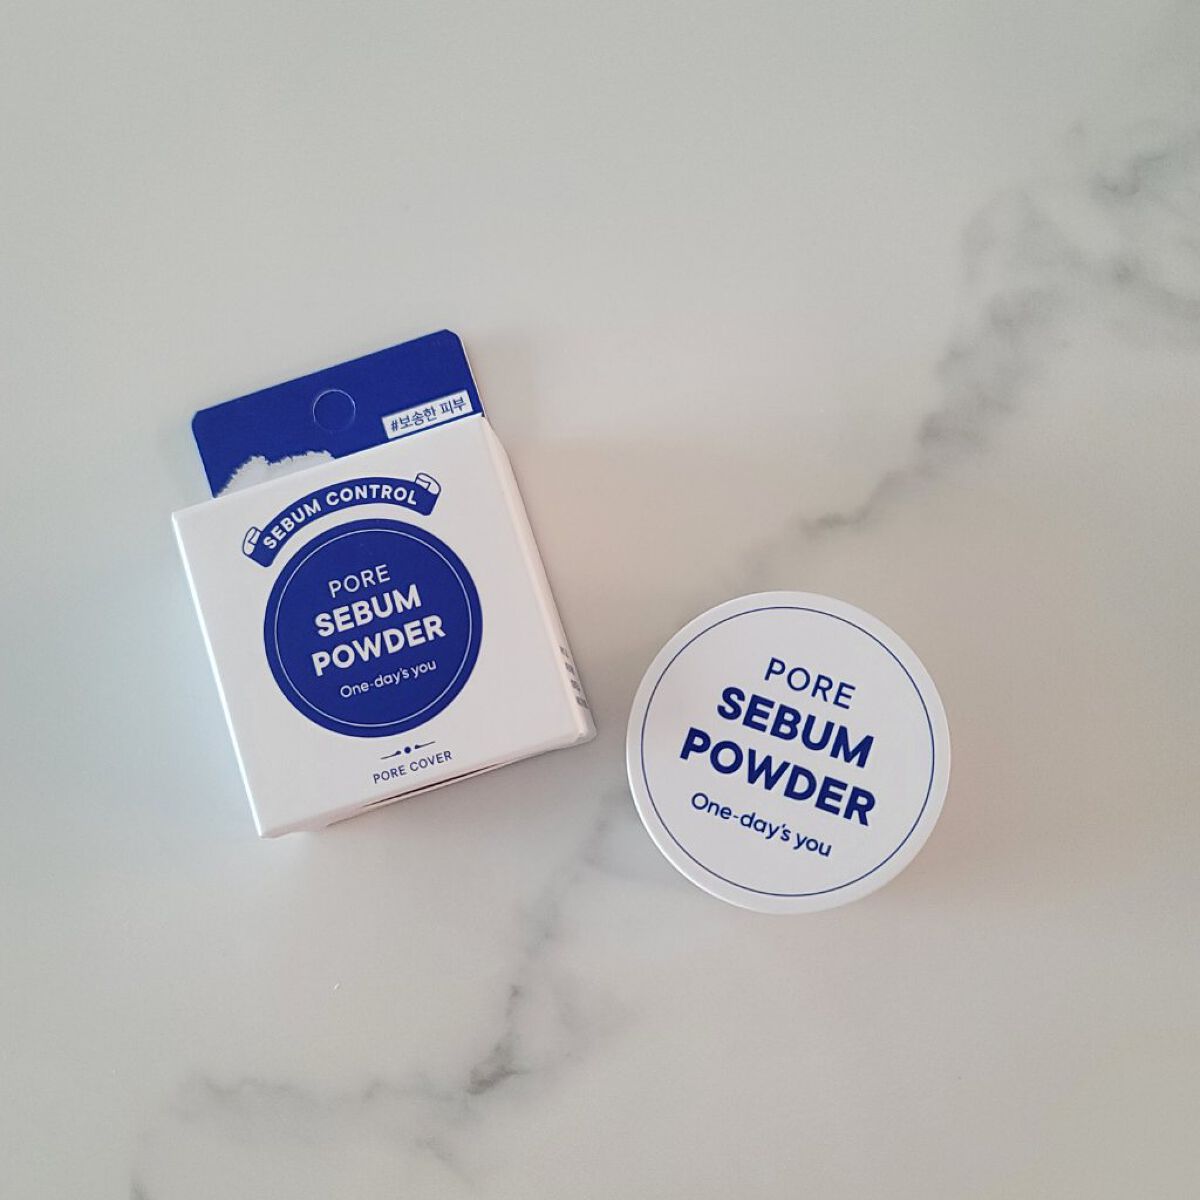 #보송한 피부
SEBUM CONTROL
PORE
SEBUM
POWDER
One-day's you
PORE COVER
PORE
SEBUM
POWDER
One-day's you